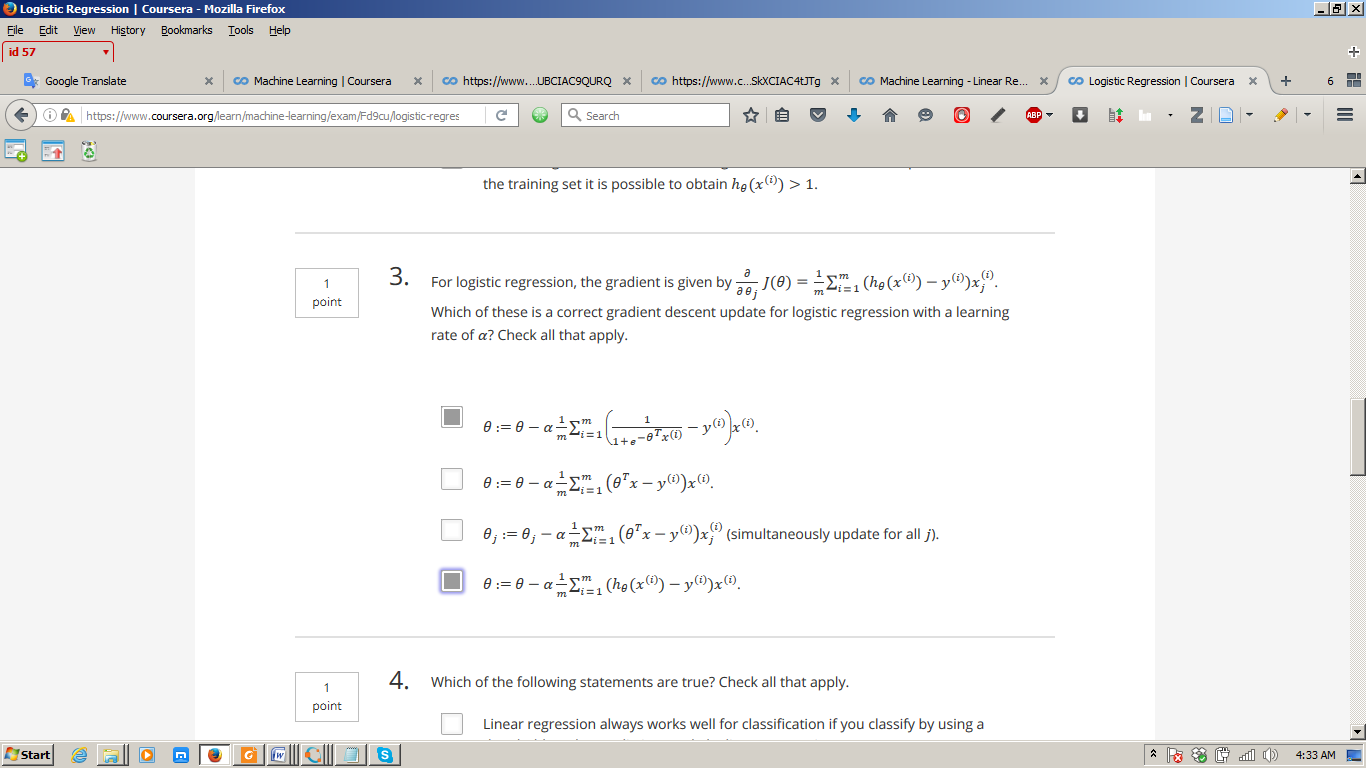 Logistic Regression | Coursera - Mozilla Firefox
File Edit View History Bookmarks Tools Help
id 57
Google Translate
Machine Learning | Coursera
https://www....UBCIAC9QURQ
https://www.c...SkXCIAC4tJTg
Machine Learning - Linear Re...
Logistic Regression | Coursera
6
https://www.coursera.org/learn/machine-learning/exam/Fd9cu/logistic-regres
Search
ABP
the training set it is possible to obtain hθ(x(i)) > 1.
1
point
3. For logistic regression, the gradient is given by ∂/∂θj J(θ) = 1/m ∑ᵐi=1 (hθ(x(i)) − y(i))xj(i).
Which of these is a correct gradient descent update for logistic regression with a learning
rate of α? Check all that apply.
θ := θ − α 1/m ∑ᵐi=1 (1/(1+e−θTx(i)) − y(i))x(i).
θ := θ − α 1/m ∑ᵐi=1 (θTx − y(i))x(i).
θj := θj − α 1/m ∑ᵐi=1 (θTx − y(i))xj(i) (simultaneously update for all j).
θ := θ − α 1/m ∑ᵐi=1 (hθ(x(i)) − y(i))x(i).
1
point
4. Which of the following statements are true? Check all that apply.
Linear regression always works well for classification if you classify by using a
Start
4:33 AM